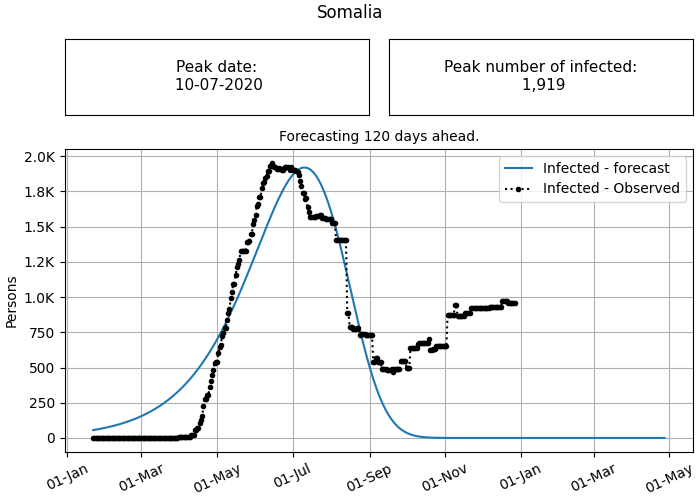 Somalia
Peak date:
10-07-2020
Peak number of infected:
1,919
Forecasting 120 days ahead.
Infected - forecast
Infected - Observed
Persons
2.0K
1.8K
1.5K
1.2K
1.0K
750
500
250
0
01-Jan
01-Mar
01-May
01-Jul
01-Sep
01-Nov
01-Jan
01-Mar
01-May